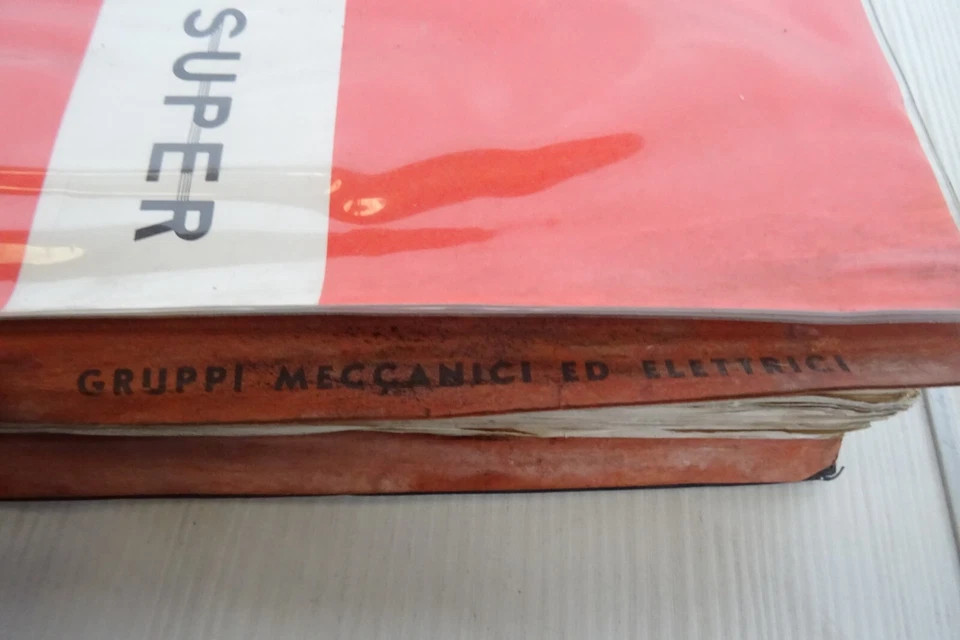 SUPER
GRUPPI MECCANICI ED ELETTRICI